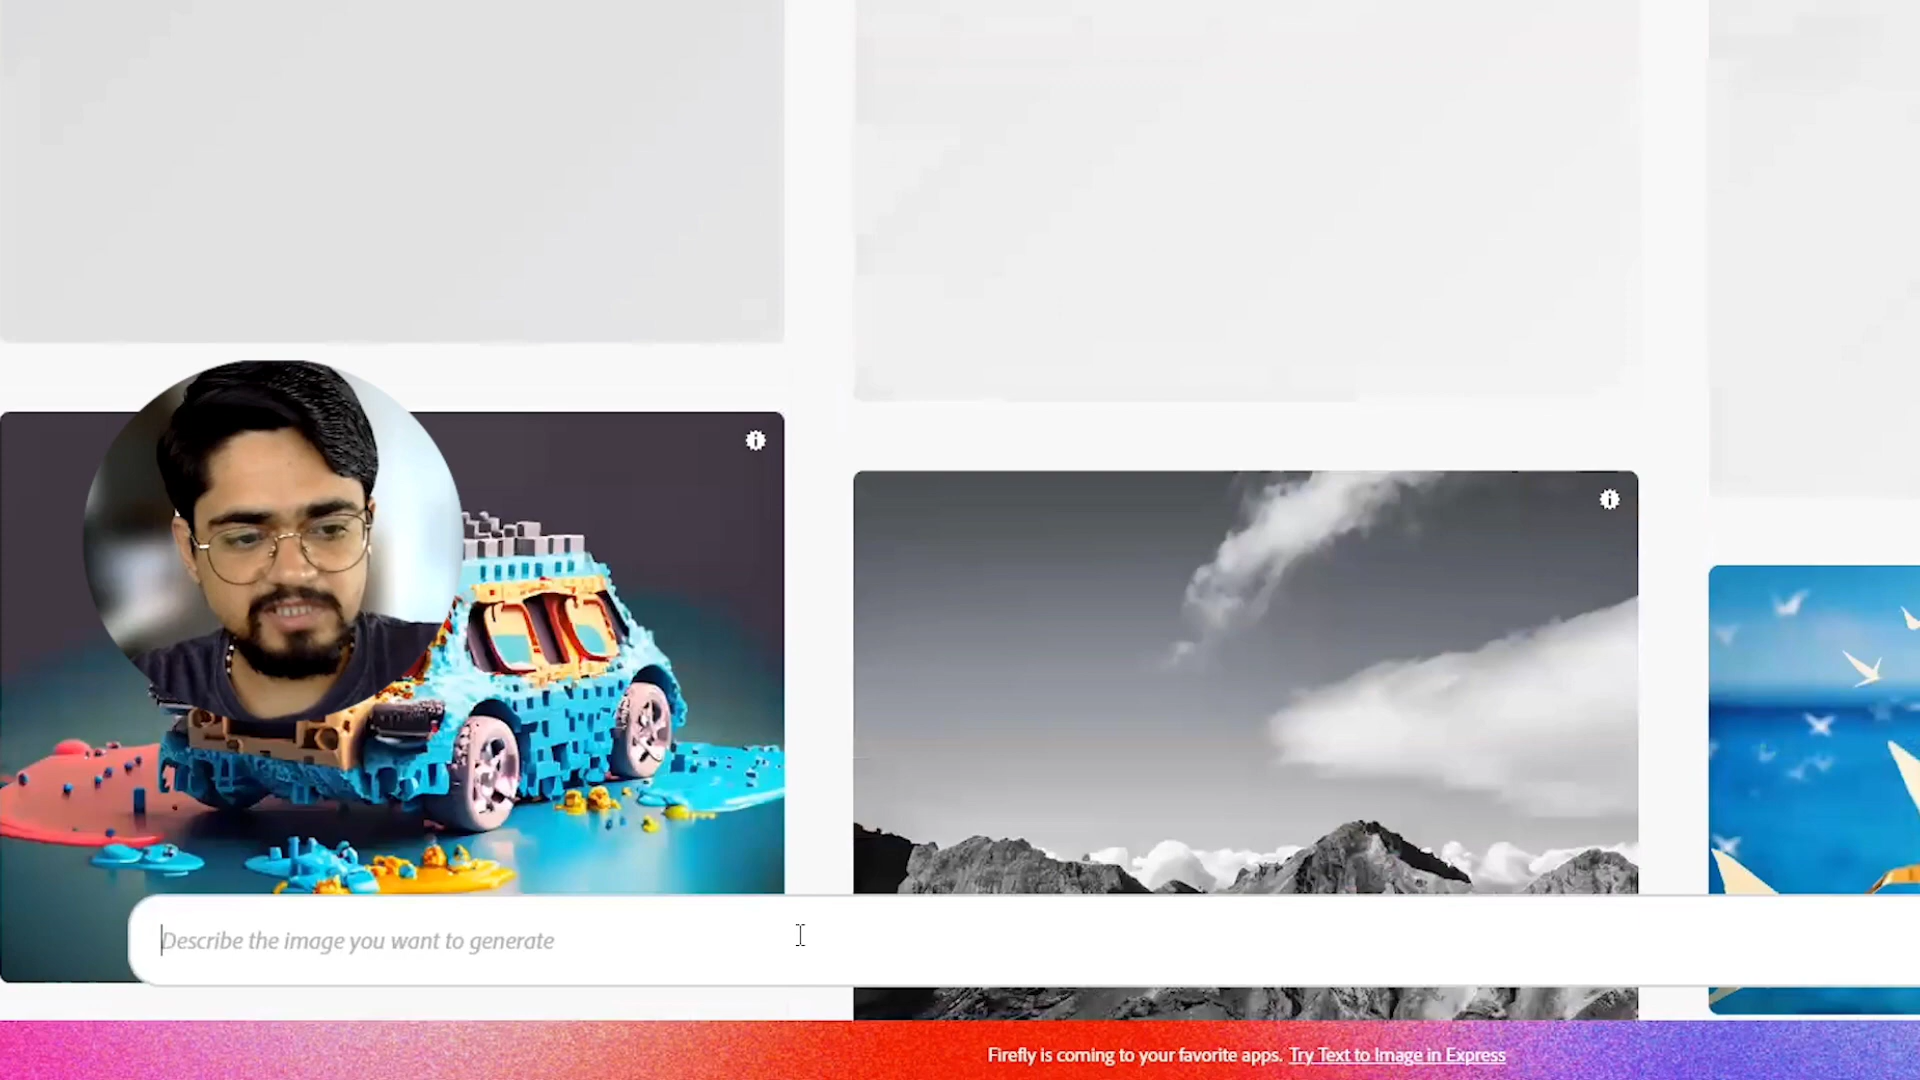 Describe the image you want to generate
Firefly is coming to your favorite apps. Try Text to Image in Express